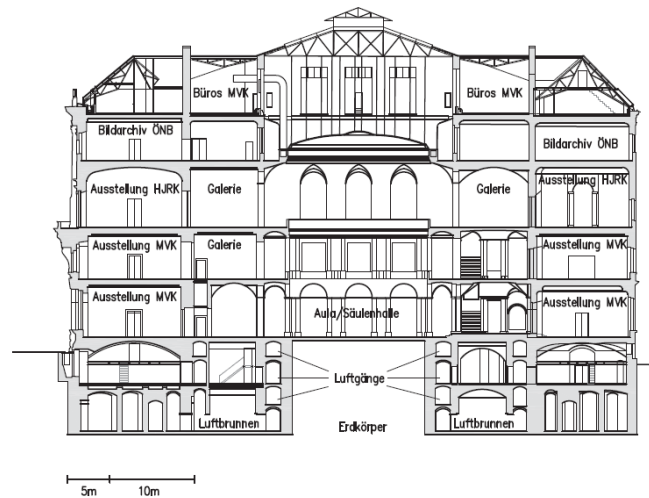 Büros MVK
Büros MVK
Bildarchiv ÖNB
Bildarchiv ÖNB
Ausstellung HJRK
Galerie
Galerie
Ausstellung HJRK
Ausstellung MVK
Galerie
Ausstellung MVK
Ausstellung MVK
Aula/Säulenhalle
Ausstellung MVK
Luftgänge
Luftbrunnen
Erdkörper
Luftbrunnen
5m
10m